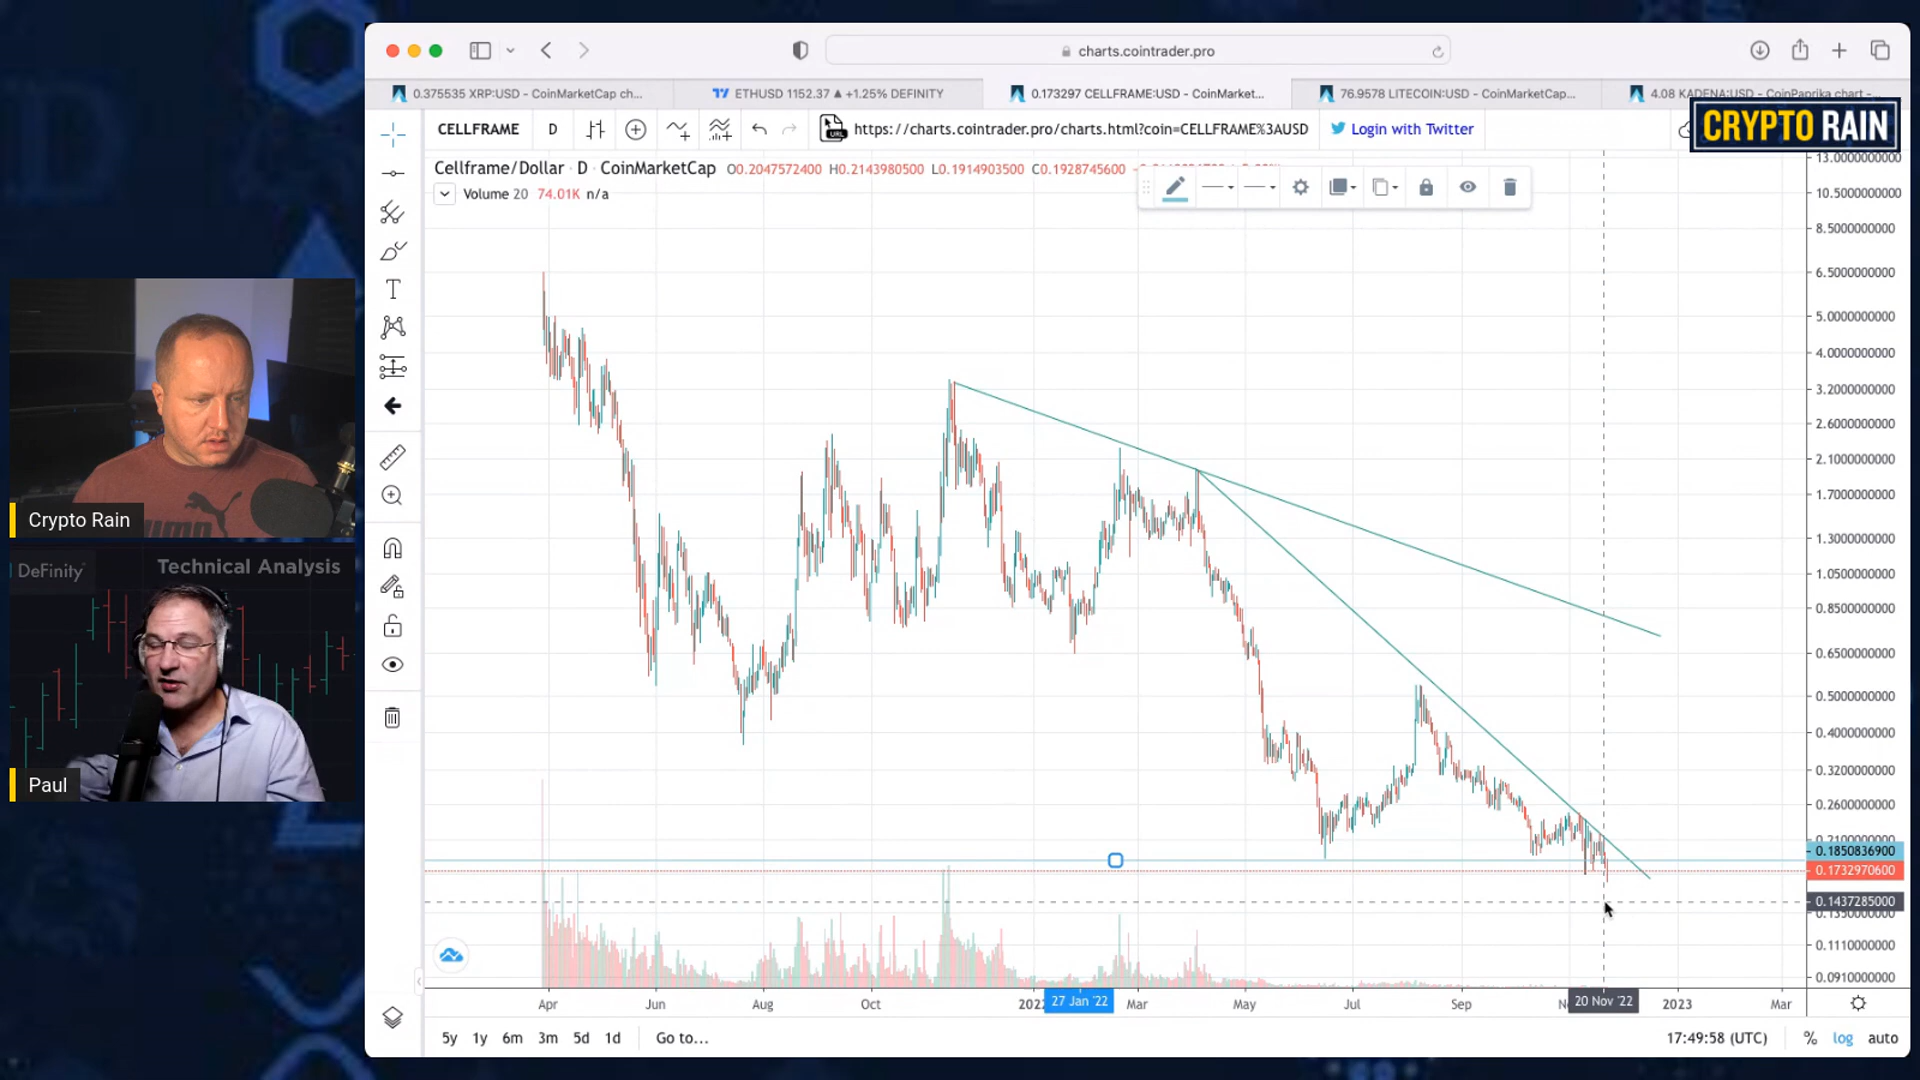 charts.cointrader.pro
0.375535 XRP:USD - CoinMarketCap ch...
ETHUSD 1152.37 ▲ +1.25% DEFINITY
0.173297 CELLFRAME:USD - CoinMarket...
76.9578 LITECOIN:USD - CoinMarketCap...
4.08 KADENA:USD - CoinPaprika chart -...
CRYPTO RAIN
CELLFRAME
D
URL
https://charts.cointrader.pro/charts.html?coin=CELLFRAME%3AUSD
Login with Twitter
Cellframe/Dollar · D · CoinMarketCap
O0.2047572400 H0.2143980500 L0.1914903500 C0.1928745600
Volume 20 74.01K n/a
13.0000000000
10.5000000000
8.5000000000
6.5000000000
5.0000000000
4.0000000000
3.2000000000
2.6000000000
2.1000000000
1.7000000000
1.3000000000
1.0500000000
0.8500000000
0.6500000000
0.5000000000
0.4000000000
0.3200000000
0.2600000000
0.2100000000
0.1850836900
0.1732970600
0.1437285000
0.1350000000
0.1110000000
0.0910000000
Crypto Rain
DeFinity
Technical Analysis
Paul
Apr
Jun
Aug
Oct
2022
27 Jan '22
Mar
May
Jul
Sep
20 Nov '22
2023
Mar
5y 1y 6m 3m 5d 1d
Go to...
17:49:58 (UTC)
%
log
auto